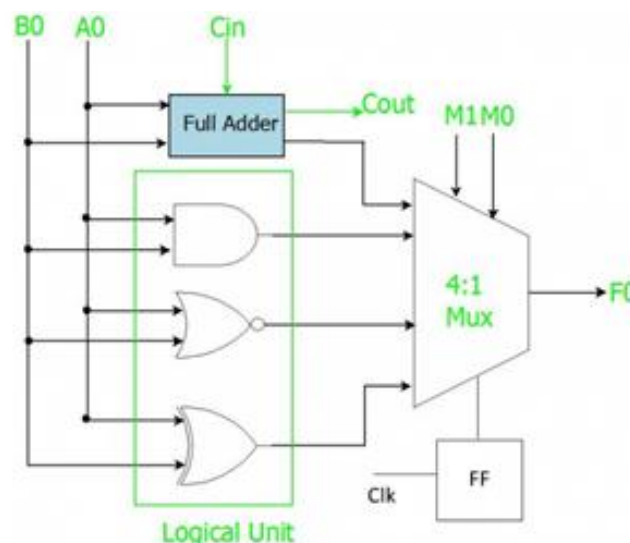 B0 A0 Cin
Full Adder
Cout
M1M0
4:1
Mux
F0
Clk
FF
Logical Unit